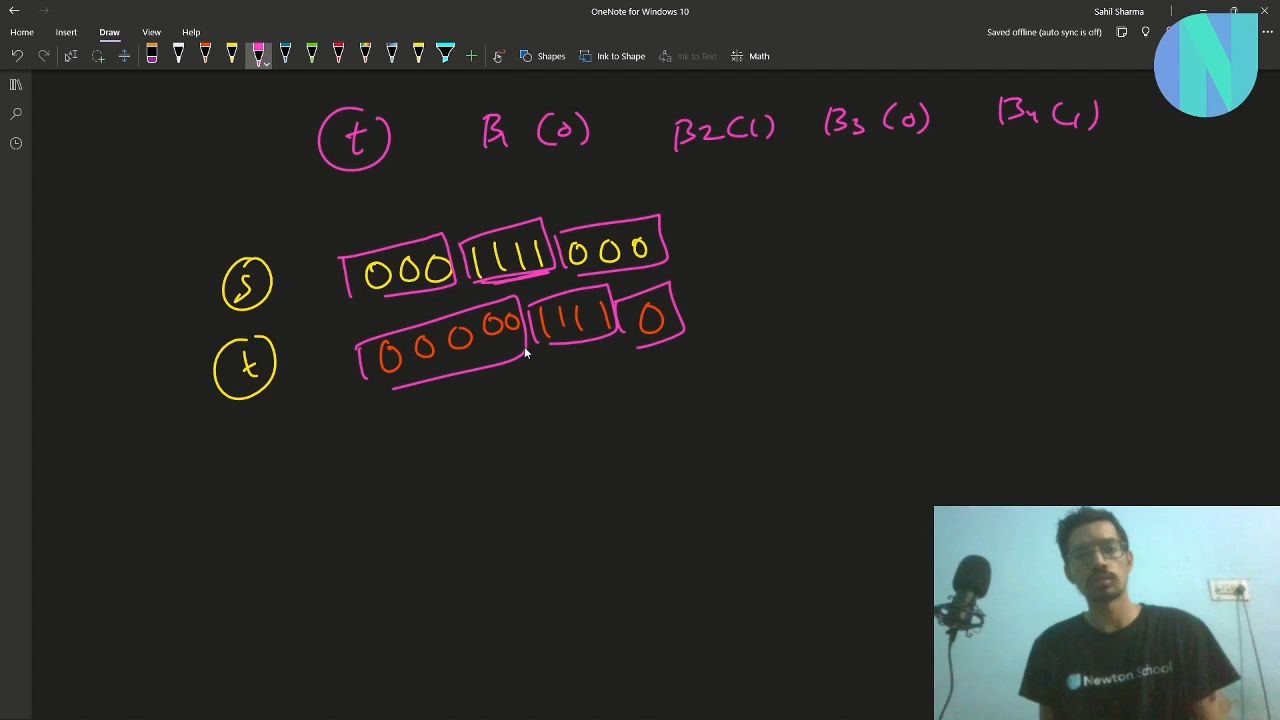 OneNote for Windows 10
Sahil Sharma
Home Insert Draw View Help
Saved offline (auto sync is off)
Shapes Ink to Shape Ink to Text Math
t B1 (0) B2 (1) B3 (0) B4 (1)
S 000 1111 000
t 00000 1111 0
Newton School